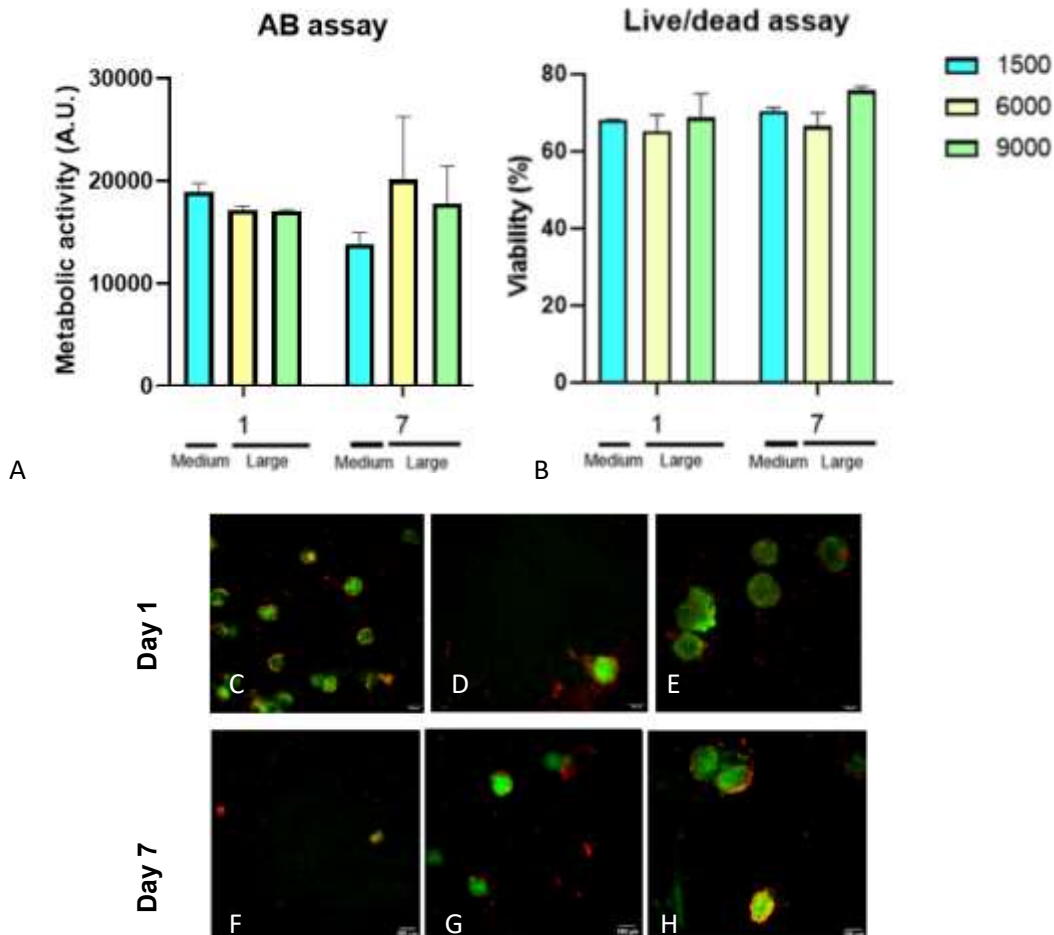 AB assay
Metabolic activity (A.U.)
30000
20000
10000
0
1
7
Medium
Large
Medium
Large
A
Live/dead assay
Viability (%)
80
60
40
20
0
1
7
Medium
Large
Medium
Large
B
1500
6000
9000
Day 1
C
D
E
Day 7
F
G
H